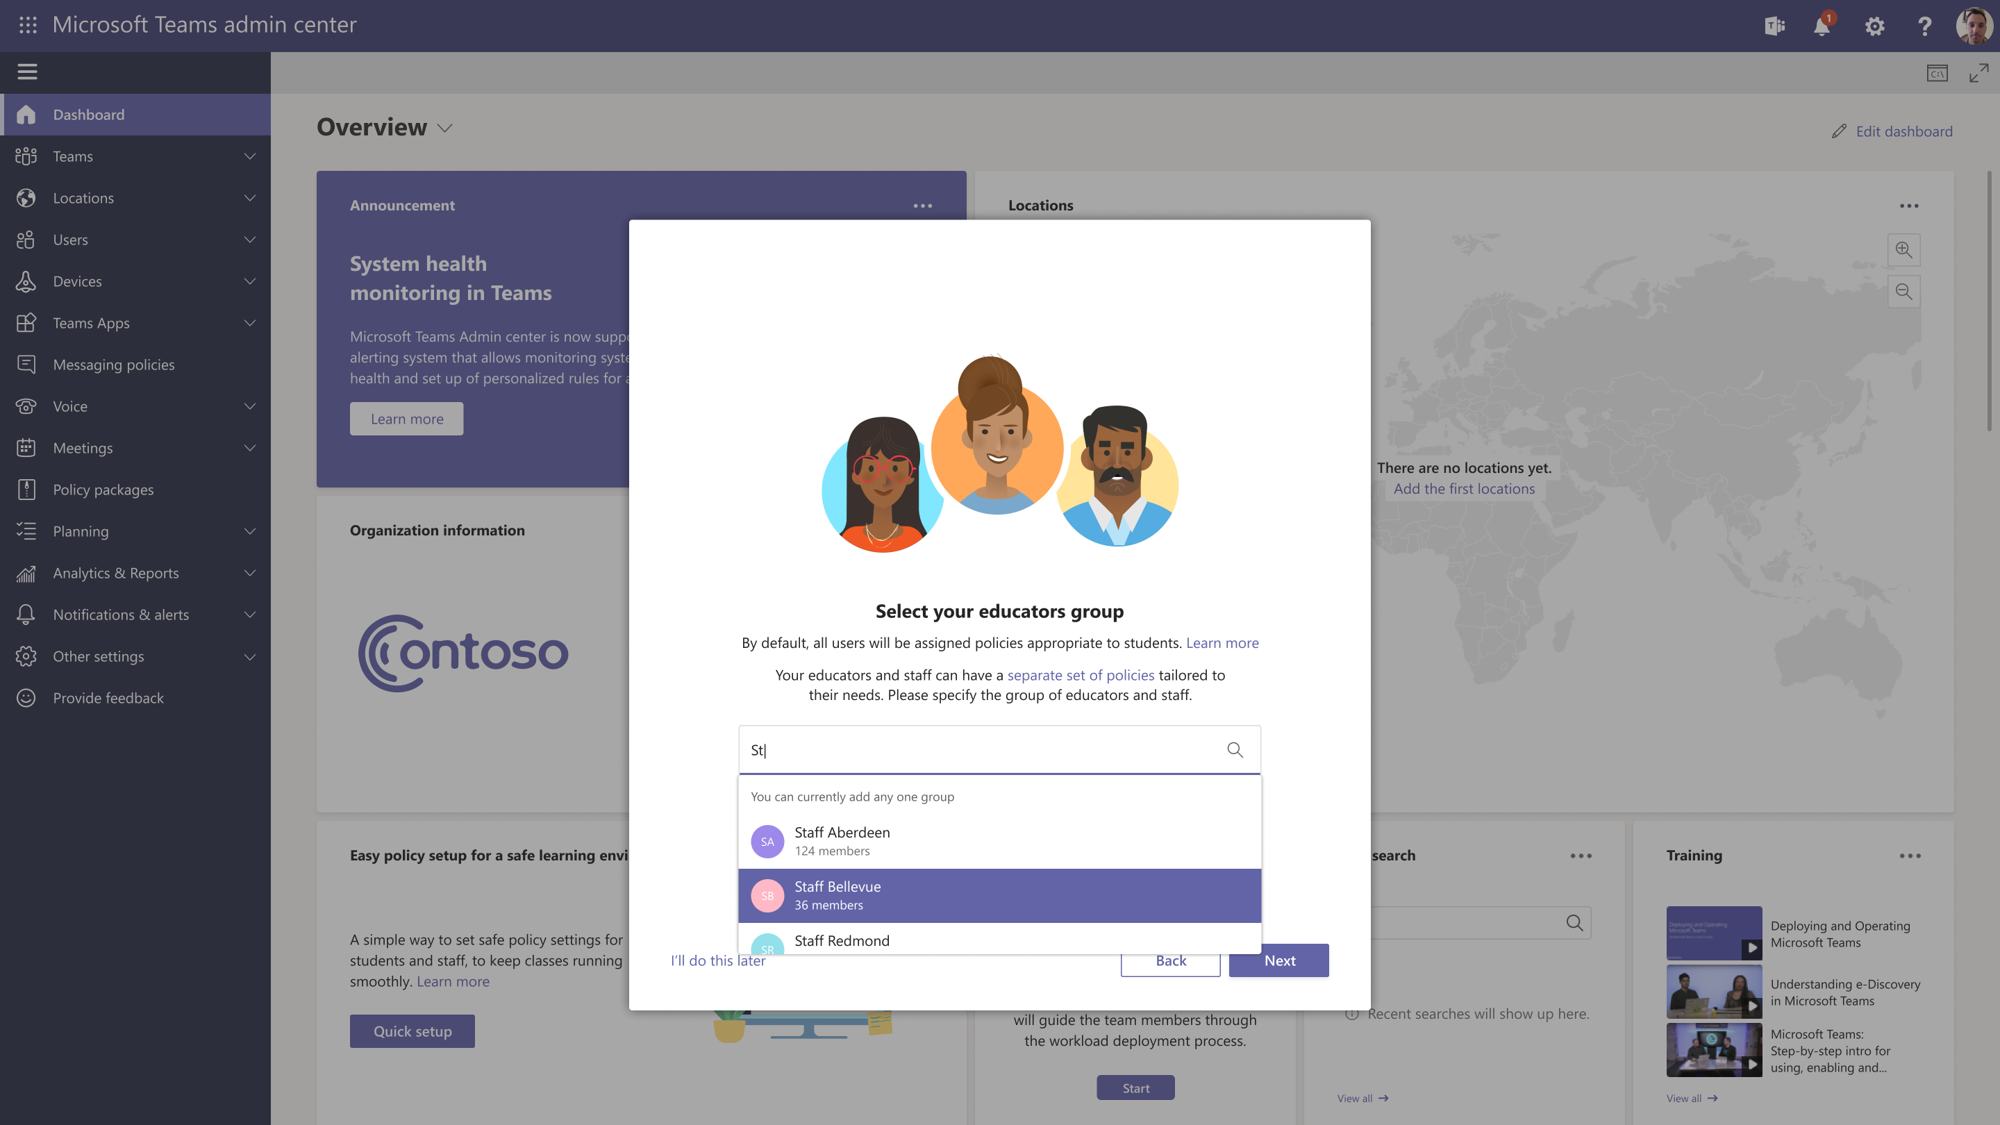 Microsoft Teams admin center
1
C:\
Dashboard
Teams
Locations
Users
Devices
Teams Apps
Messaging policies
Voice
Meetings
Policy packages
Planning
Analytics & Reports
Notifications & alerts
Other settings
Provide feedback
Overview
Edit dashboard
Announcement
System health
monitoring in Teams
Microsoft Teams Admin center is now
alerting system that allows monitoring
health and set up of personalized rules for
Learn more
Locations
There are no locations yet.
Add the first locations
Organization information
Contoso
Select your educators group
By default, all users will be assigned policies appropriate to students. Learn more
Your educators and staff can have a separate set of policies tailored to
their needs. Please specify the group of educators and staff.
St
You can currently add any one group
SA
Staff Aberdeen
124 members
SB
Staff Bellevue
36 members
SR
Staff Redmond
I'll do this later
Back
Next
Easy policy setup for a safe learning
A simple way to set safe policy settings for
students and staff, to keep classes running
smoothly. Learn more
Quick setup
will guide the team members through
the workload deployment process.
Start
search
Recent searches will show up here.
View all
Training
Deploying and Operating
Microsoft Teams
Understanding e-Discovery
in Microsoft Teams
Microsoft Teams:
Step-by-step intro for
using, enabling and...
View all